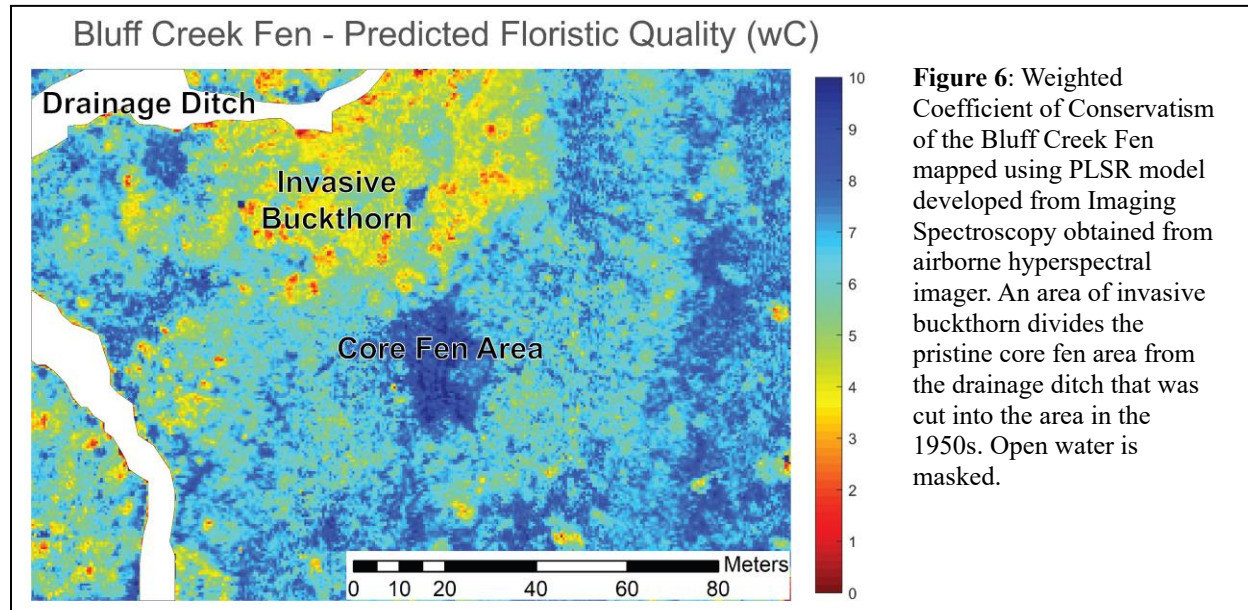 Bluff Creek Fen - Predicted Floristic Quality (wC)
Drainage Ditch
Invasive
Buckthorn
Core Fen Area
Meters
0 10 20 40 60 80
10
9
8
7
6
5
4
3
2
1
0
Figure 6: Weighted
Coefficient of Conservatism
of the Bluff Creek Fen
mapped using PLSR model
developed from Imaging
Spectroscopy obtained from
airborne hyperspectral
imager. An area of invasive
buckthorn divides the
pristine core fen area from
the drainage ditch that was
cut into the area in the
1950s. Open water is
masked.